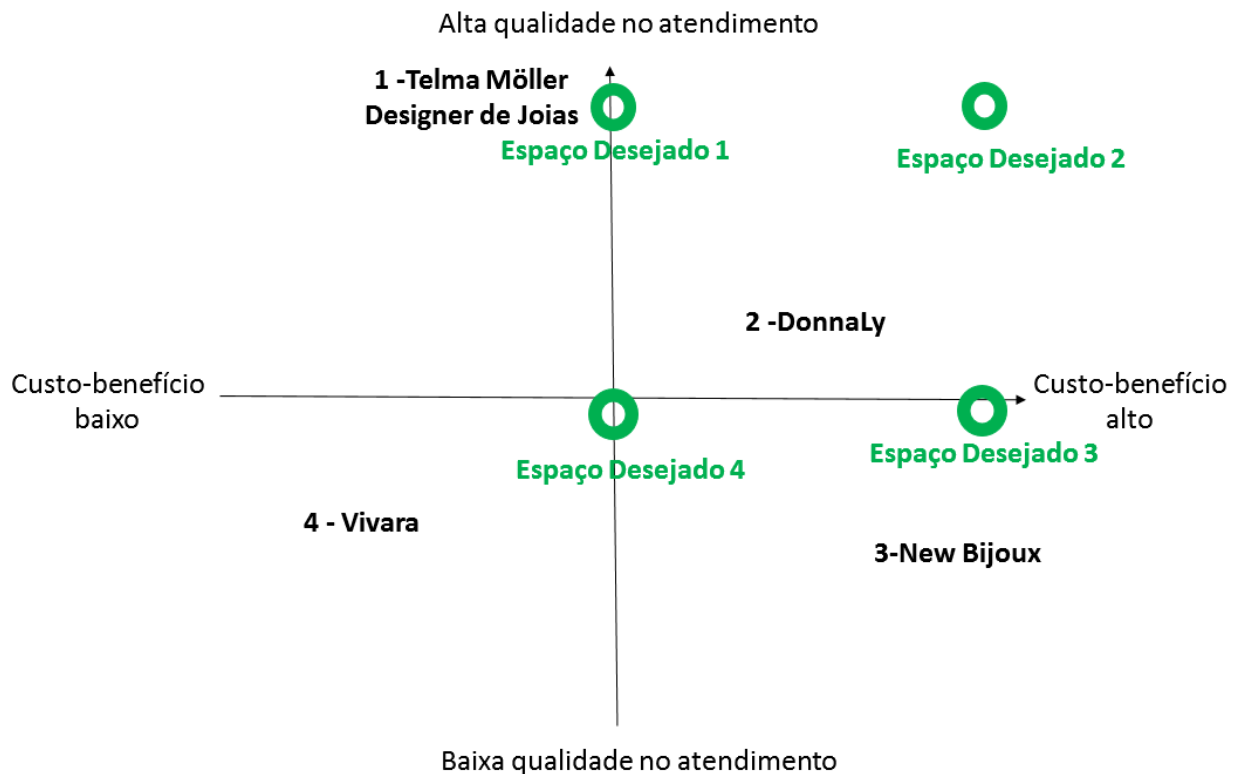 Alta qualidade no atendimento
1 -Telma Möller
Designer de Joias
Espaço Desejado 1
Espaço Desejado 2
2 -DonnaLy
Custo-benefício
baixo
Custo-benefício
alto
Espaço Desejado 3
Espaço Desejado 4
4 - Vivara
3-New Bijoux
Baixa qualidade no atendimento